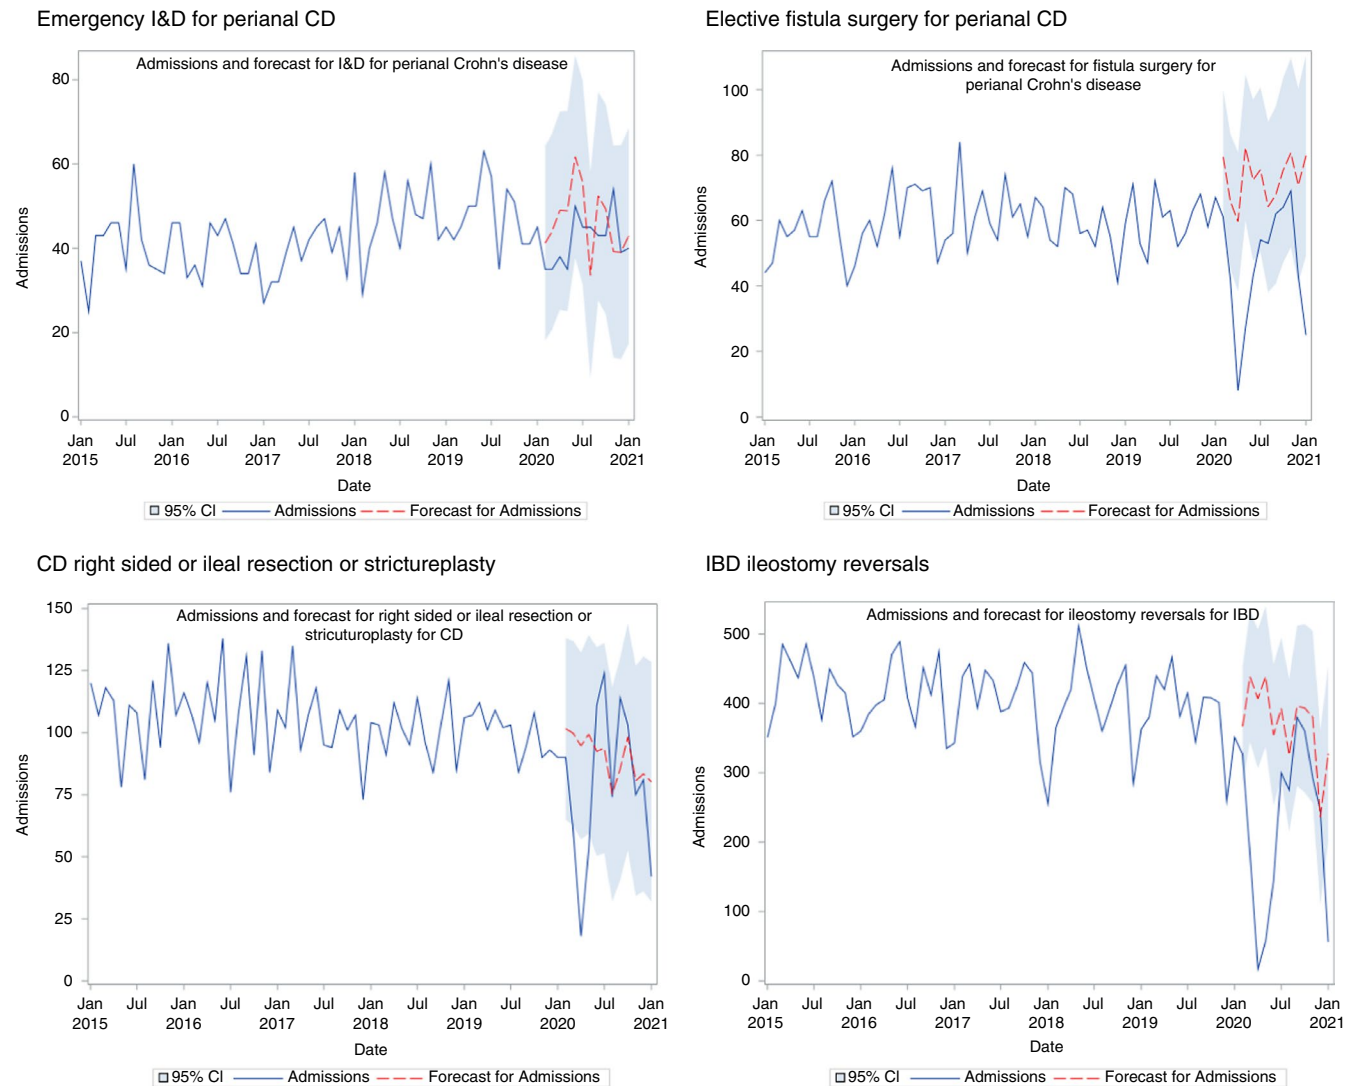 Emergency I&D for perianal CD
Admissions and forecast for I&D for perianal Crohn's disease
Admissions
80
60
40
20
0
Jan Jul Jan Jul Jan Jul Jan Jul Jan Jul Jan Jul Jan
2015 2016 2017 2018 2019 2020 2021
Date
95% CI Admissions Forecast for Admissions
Elective fistula surgery for perianal CD
Admissions and forecast for fistula surgery for
perianal Crohn's disease
Admissions
100
80
60
40
20
0
Jan Jul Jan Jul Jan Jul Jan Jul Jan Jul Jan Jul Jan
2015 2016 2017 2018 2019 2020 2021
Date
95% CI Admissions Forecast for Admissions
CD right sided or ileal resection or strictureplasty
Admissions and forecast for right sided or ileal resection or
stricuturoplasty for CD
Admissions
150
125
100
75
50
25
0
Jan Jul Jan Jul Jan Jul Jan Jul Jan Jul Jan Jul Jan
2015 2016 2017 2018 2019 2020 2021
Date
95% CI Admissions Forecast for Admissions
IBD ileostomy reversals
Admissions and forecast for ileostomy reversals for IBD
Admissions
500
400
300
200
100
0
Jan Jul Jan Jul Jan Jul Jan Jul Jan Jul Jan Jul Jan
2015 2016 2017 2018 2019 2020 2021
Date
95% CI Admissions Forecast for Admissions